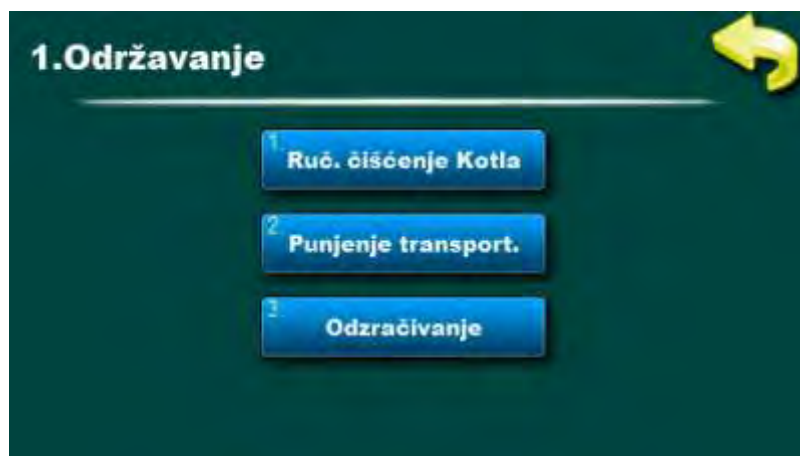 1.Održavanje
1.
Ruč. čišćenje Kotla
2
Punjenje transport.
3.
Odzračivanje